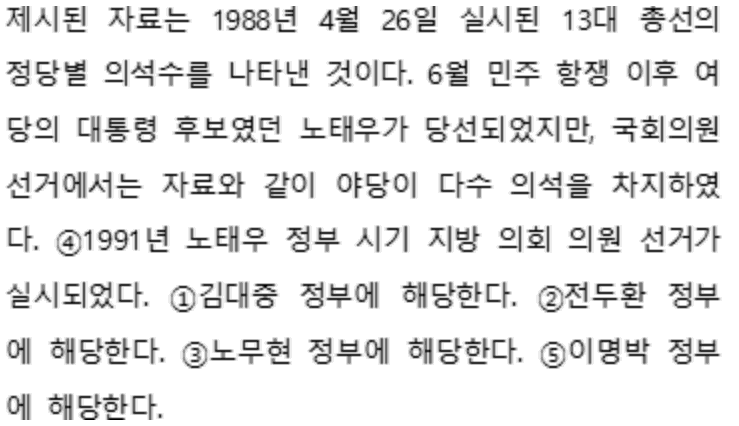 제시된 자료는 1988년 4월 26일 실시된 13대 총선의
정당별 의석수를 나타낸 것이다. 6월 민주 항쟁 이후 여
당의 대통령 후보였던 노태우가 당선되었지만, 국회의원
선거에서는 자료와 같이 야당이 다수 의석을 차지하였
다. ④1991년 노태우 정부 시기 지방 의회 의원 선거가
실시되었다. ①김대중 정부에 해당한다. ②전두환 정부
에 해당한다. ③노무현 정부에 해당한다. ⑤이명박 정부
에 해당한다.